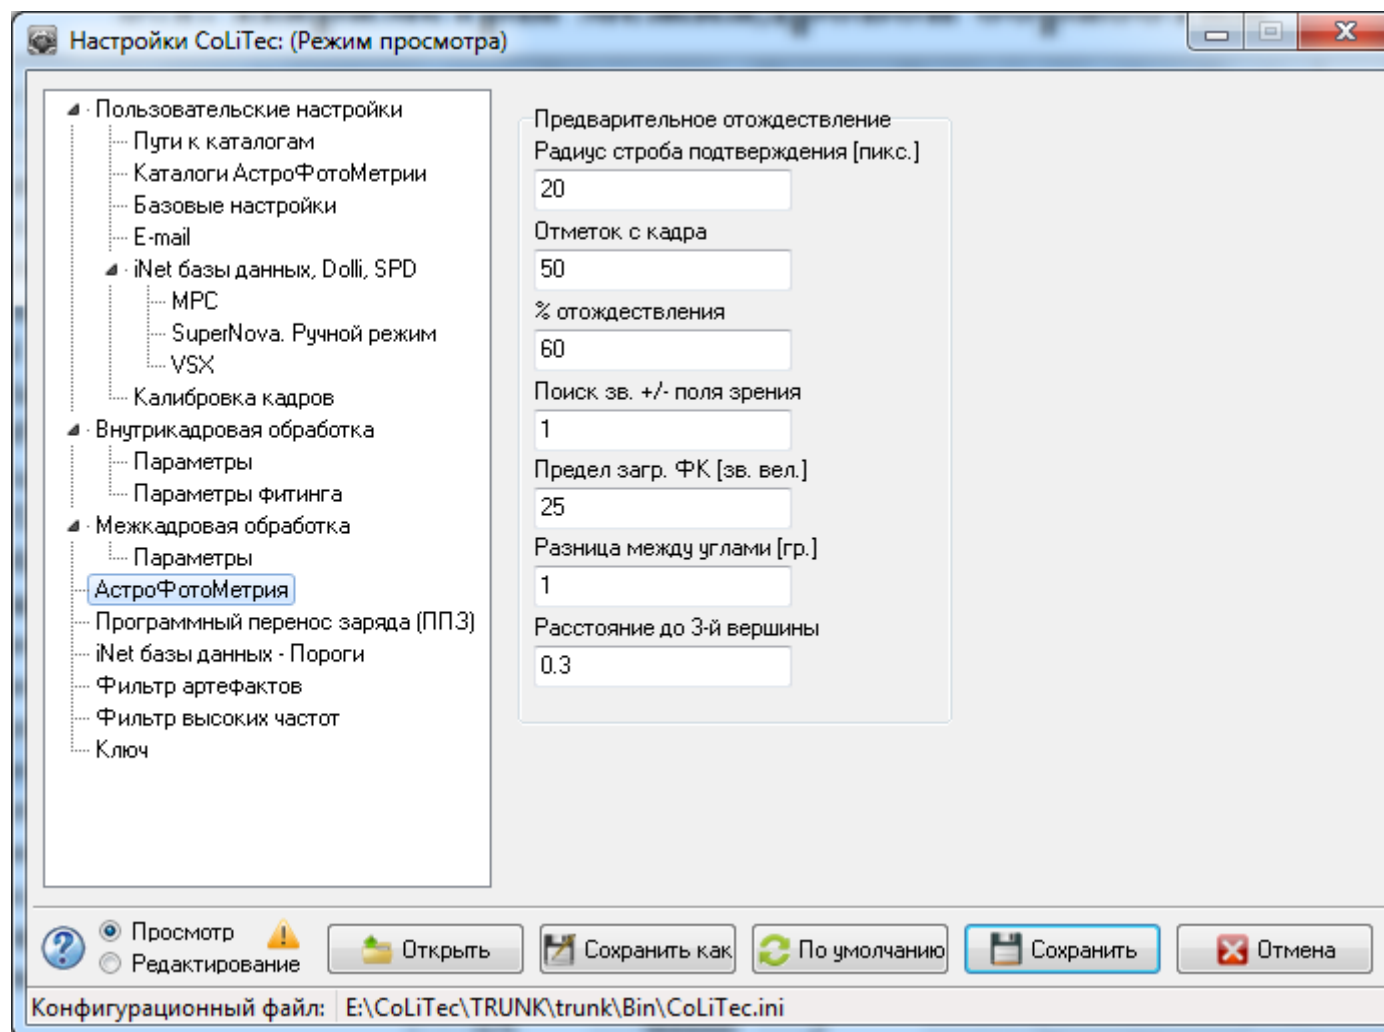 Настройки CoLiTec: (Режим просмотра)
Пользовательские настройки
Пути к каталогам
Каталоги АстроФотоМетрии
Базовые настройки
E-mail
iNet базы данных, Dolli, SPD
MPC
SuperNova. Ручной режим
VSX
Калибровка кадров
Внутрикадровая обработка
Параметры
Параметры фитинга
Межкадровая обработка
Параметры
АстроФотоМетрия
Программный перенос заряда (ППЗ)
iNet базы данных - Пороги
Фильтр артефактов
Фильтр высоких частот
Ключ
Предварительное отождествление
Радиус строба подтверждения [пикс.]
20
Отметок с кадра
50
% отождествления
60
Поиск зв. +/- поля зрения
1
Предел загр. ФК [зв. вел.]
25
Разница между углами [гр.]
1
Расстояние до 3-й вершины
0.3
Просмотр
Редактирование
Открыть
Сохранить как
По умолчанию
Сохранить
Отмена
Конфигурационный файл: E:\CoLiTec\TRUNK\trunk\Bin\CoLiTec.ini